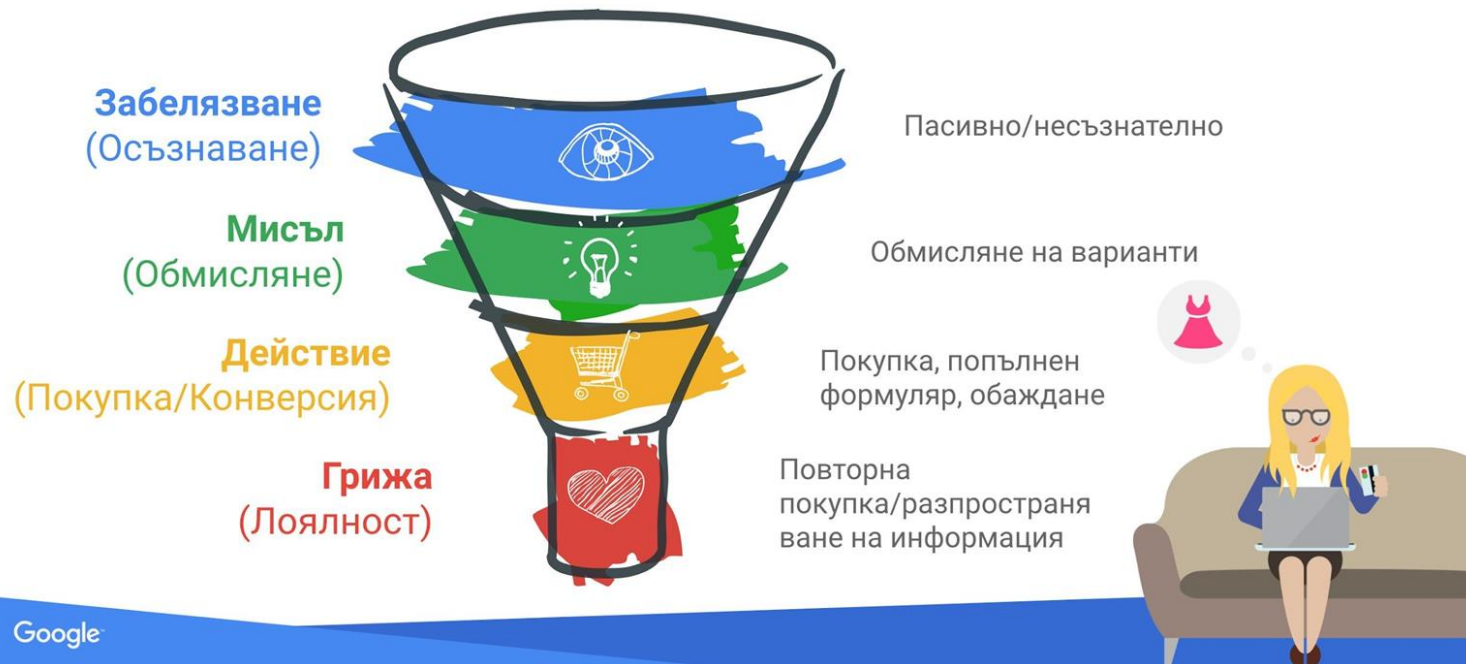 Забелязване
(Осъзнаване)
Пасивно/несъзнателно
Мисъл
(Обмисляне)
Обмисляне на варианти
Действие
(Покупка/Конверсия)
Покупка, попълнен
формуляр, обаждане
Грижа
(Лоялност)
Повторна
покупка/разпространя
ване на информация
Google